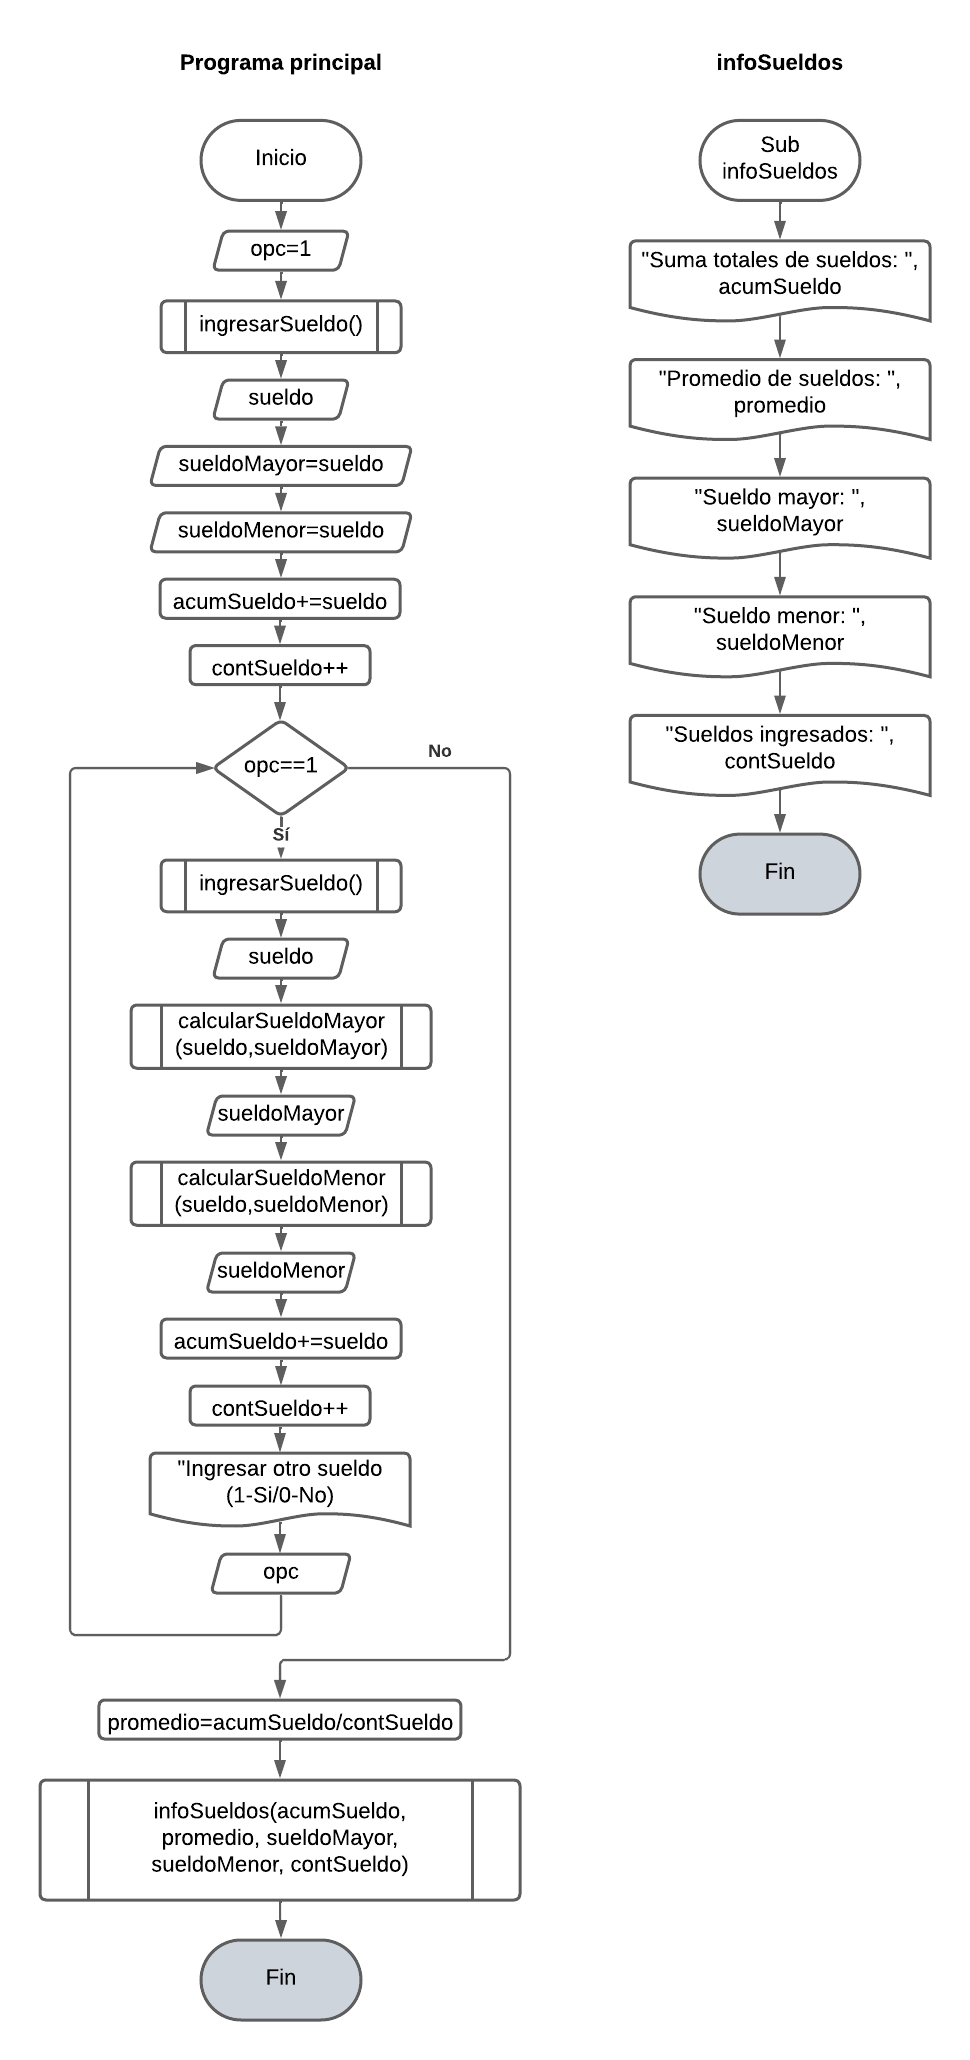 Programa principal
Inicio
opc=1
ingresarSueldo()
sueldo
sueldoMayor=sueldo
sueldoMenor=sueldo
acumSueldo+=sueldo
contSueldo++
opc==1
No
Sí
ingresarSueldo()
sueldo
calcularSueldoMayor
(sueldo,sueldoMayor)
sueldoMayor
calcularSueldoMenor
(sueldo,sueldoMenor)
sueldoMenor
acumSueldo+=sueldo
contSueldo++
"Ingresar otro sueldo
(1-Si/0-No)
opc
promedio=acumSueldo/contSueldo
infoSueldos(acumSueldo,
promedio, sueldoMayor,
sueldoMenor, contSueldo)
Fin
infoSueldos
Sub
infoSueldos
"Suma totales de sueldos: ",
acumSueldo
"Promedio de sueldos: ",
promedio
"Sueldo mayor: ",
sueldoMayor
"Sueldo menor: ",
sueldoMenor
"Sueldos ingresados: ",
contSueldo
Fin